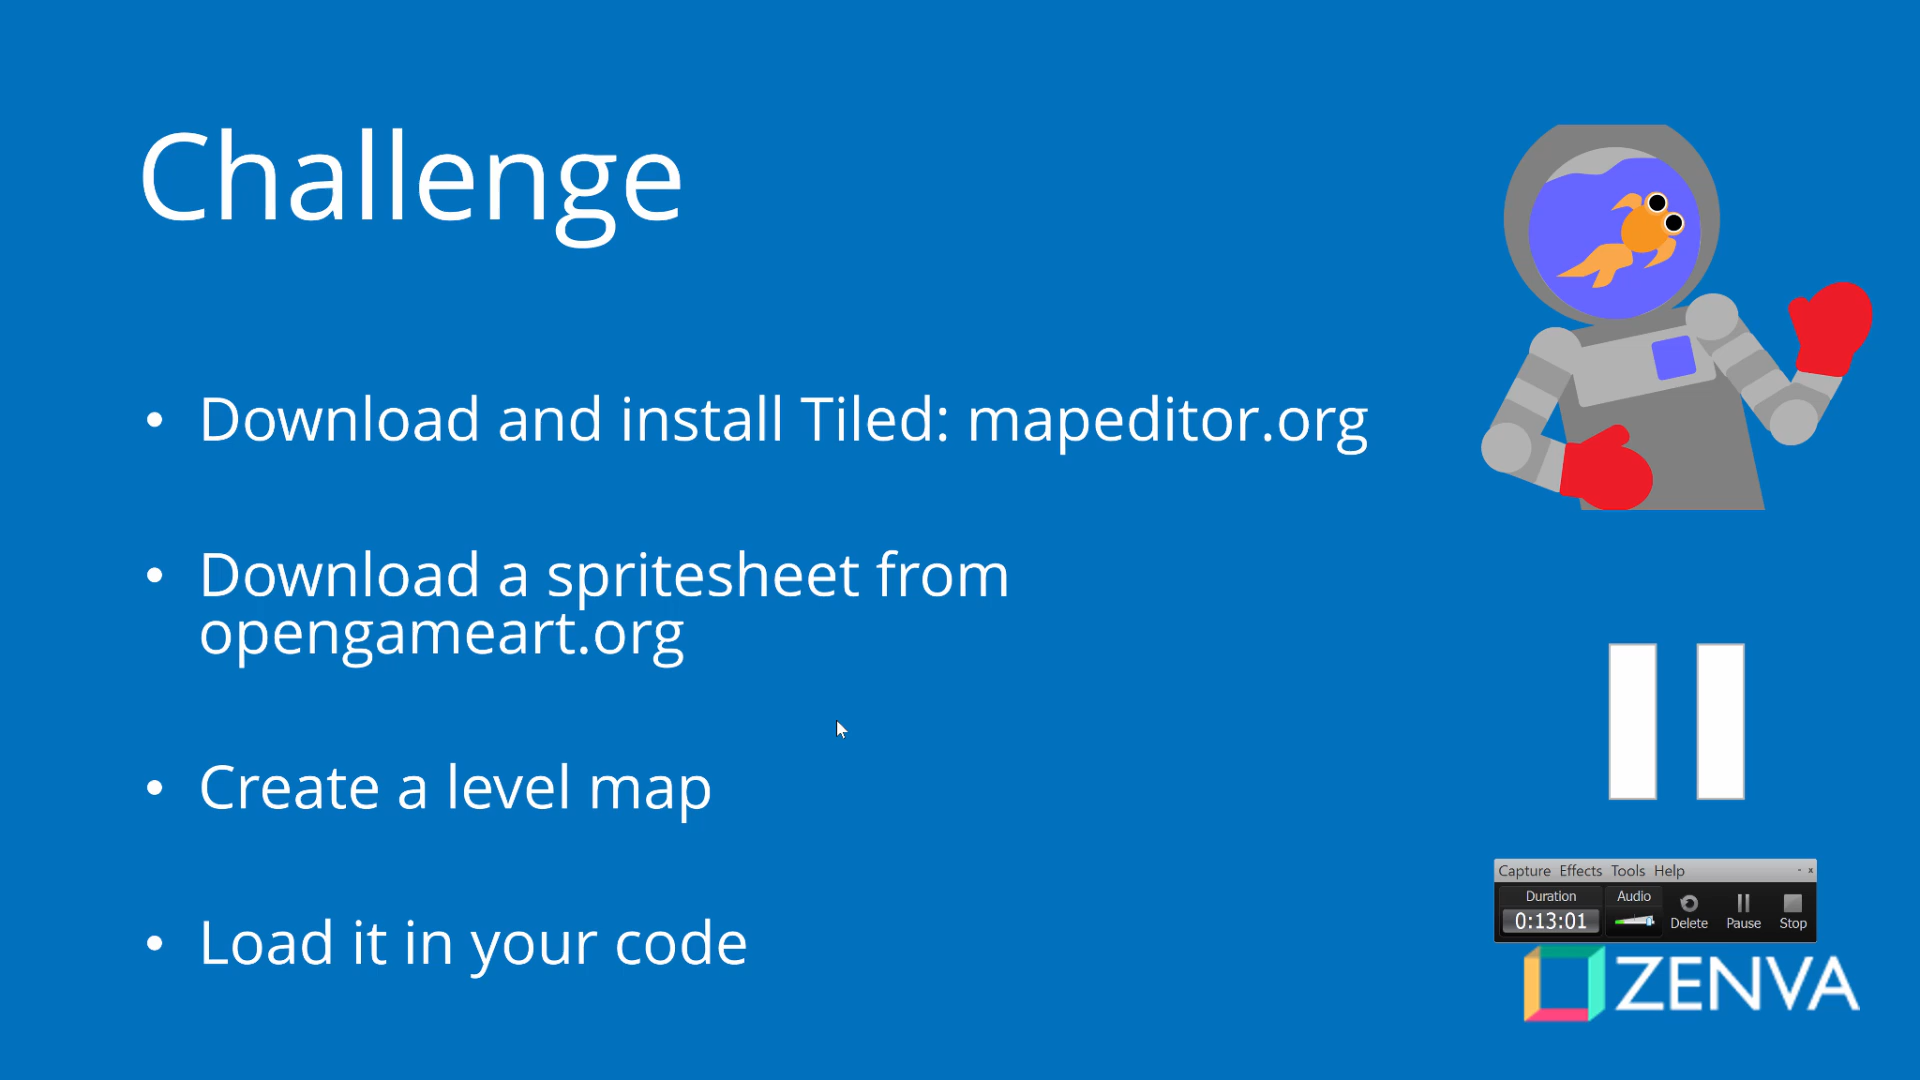 Challenge
• Download and install Tiled: mapeditor.org
• Download a spritesheet from
opengameart.org
• Create a level map
• Load it in your code
Capture Effects Tools Help - x
Duration Audio
0:13:01 Delete Pause Stop
ZENVA